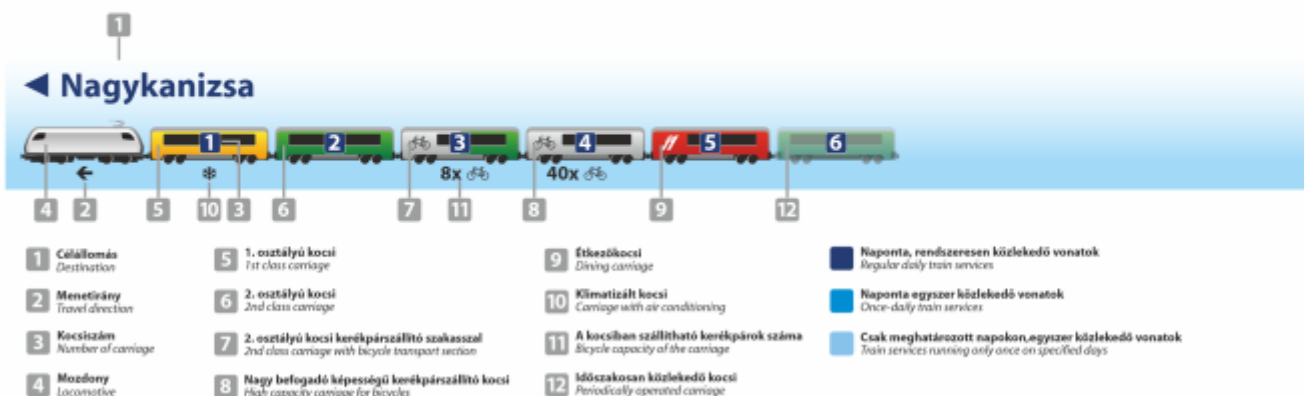 1
◀ Nagykanizsa
1 2 3 4 5 6
8x 40x
4 2 5 10 3 6 7 11 8 9 12
1 Célállomás
Destination
2 Menetirány
Travel direction
3 Kocsiszám
Number of carriage
4 Mozdony
Locomotive
5 1. osztályú kocsi
1st class carriage
6 2. osztályú kocsi
2nd class carriage
7 2. osztályú kocsi kerékpárszállító szakasszal
2nd class carriage with bicycle transport section
8 Nagy befogadó képességű kerékpárszállító kocsi
High capacity carriage for bicycles
9 Étkezőkocsi
Dining carriage
10 Klimatizált kocsi
Carriage with air conditioning
11 A kocsiban szállítható kerékpárok száma
Bicycle capacity of the carriage
12 Időszakosan közlekedő kocsi
Periodically operated carriage
Naponta, rendszeresen közlekedő vonatok
Regular daily train services
Naponta egyszer közlekedő vonatok
Once-daily train services
Csak meghatározott napokon,egyszer közlekedő vonatok
Train services running only once on specified days